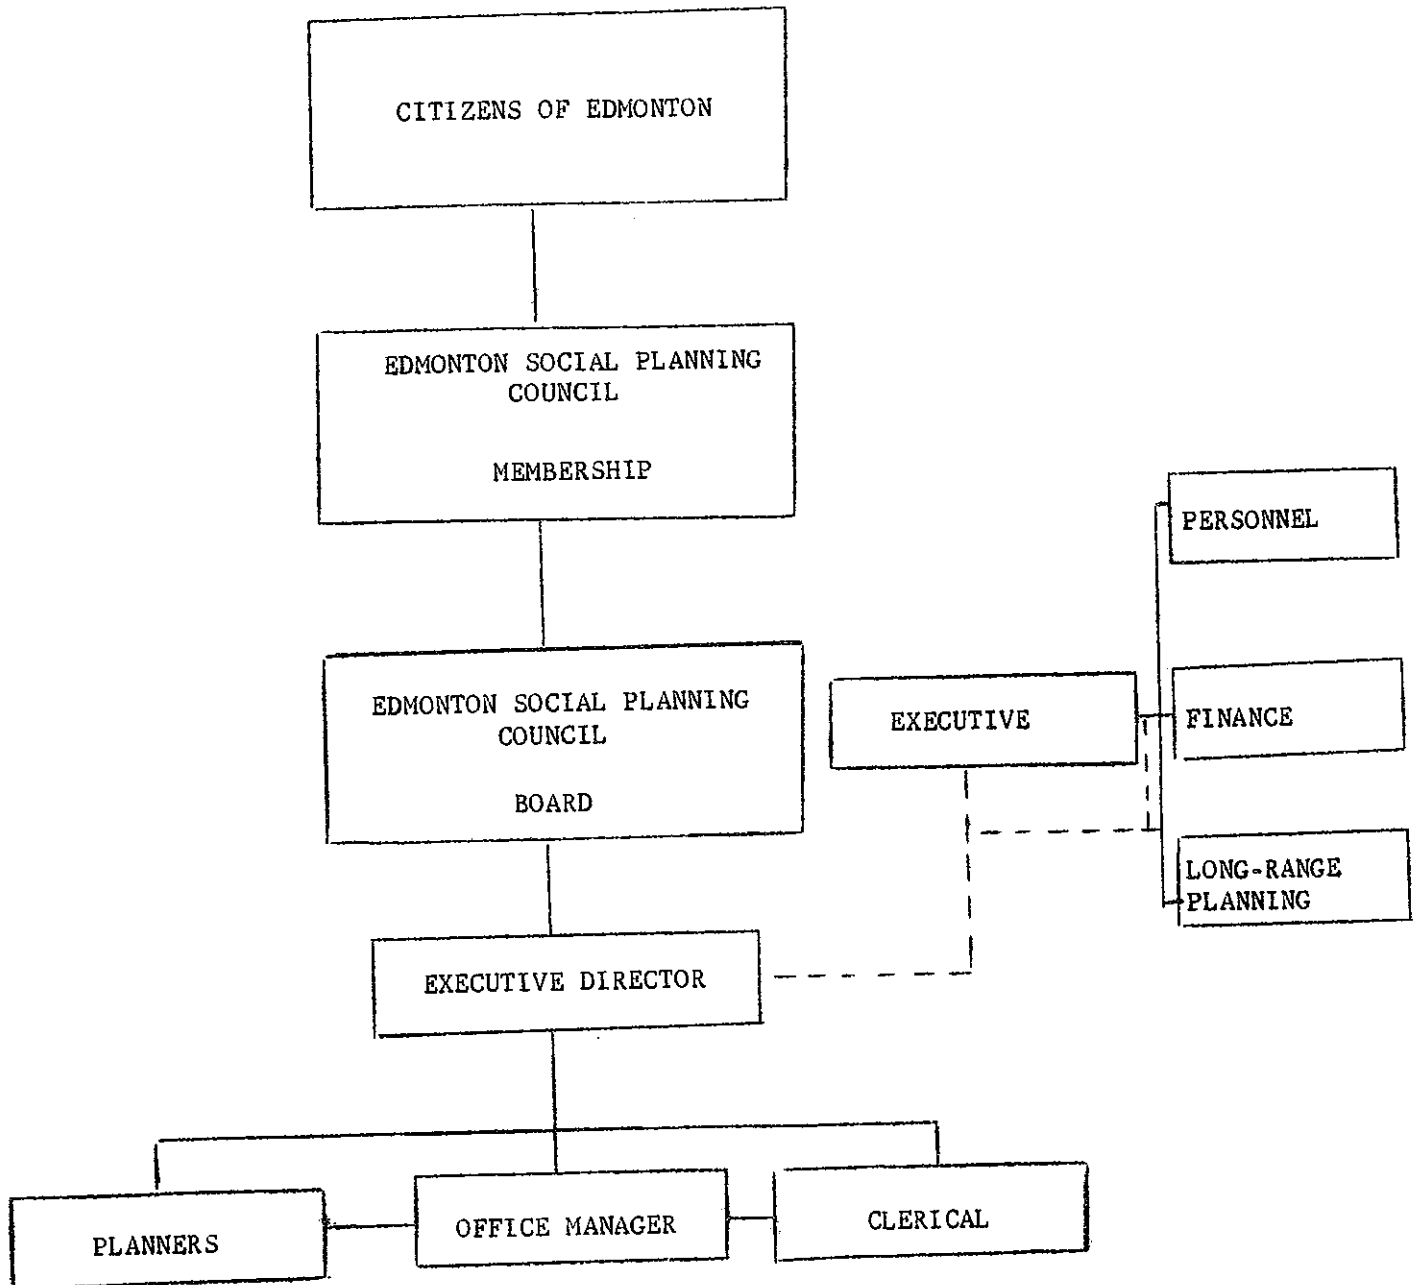 CITIZENS OF EDMONTON
EDMONTON SOCIAL PLANNING
COUNCIL
MEMBERSHIP
EDMONTON SOCIAL PLANNING
COUNCIL
BOARD
EXECUTIVE
PERSONNEL
FINANCE
LONG-RANGE
PLANNING
EXECUTIVE DIRECTOR
PLANNERS
OFFICE MANAGER
CLERICAL